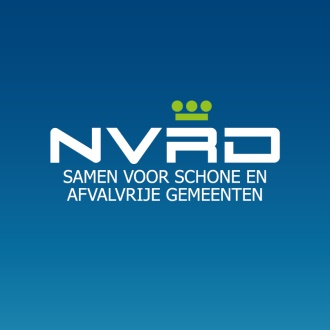 NVRD
SAMEN VOOR SCHONE EN
AFVALVRIJE GEMEENTEN